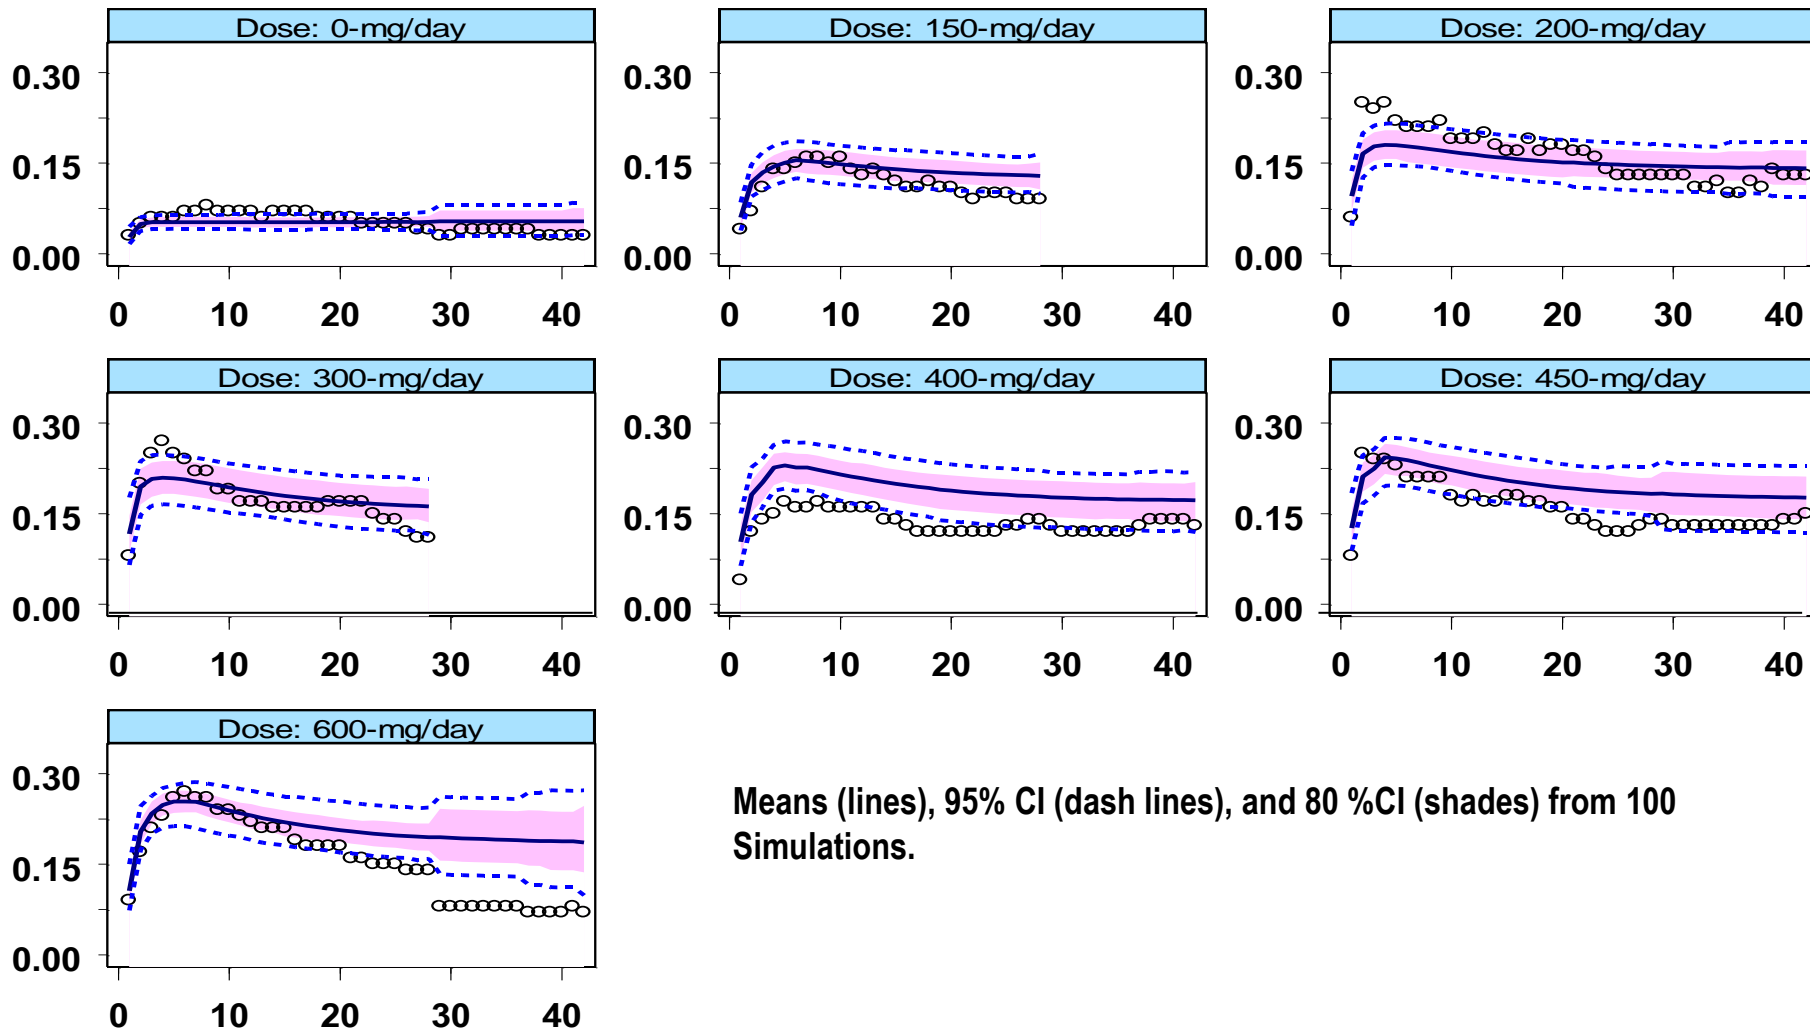 Dose: 0-mg/day
Dose: 150-mg/day
Dose: 200-mg/day
0.30
0.15
0.00
0.30
0.15
0.00
0.30
0.15
0.00
0 10 20 30 40
0 10 20 30 40
0 10 20 30 40
Dose: 300-mg/day
Dose: 400-mg/day
Dose: 450-mg/day
0.30
0.15
0.00
0.30
0.15
0.00
0.30
0.15
0.00
0 10 20 30 40
0 10 20 30 40
0 10 20 30 40
Dose: 600-mg/day
0.30
0.15
0.00
0 10 20 30 40
Means (lines), 95% CI (dash lines), and 80 %CI (shades) from 100
Simulations.